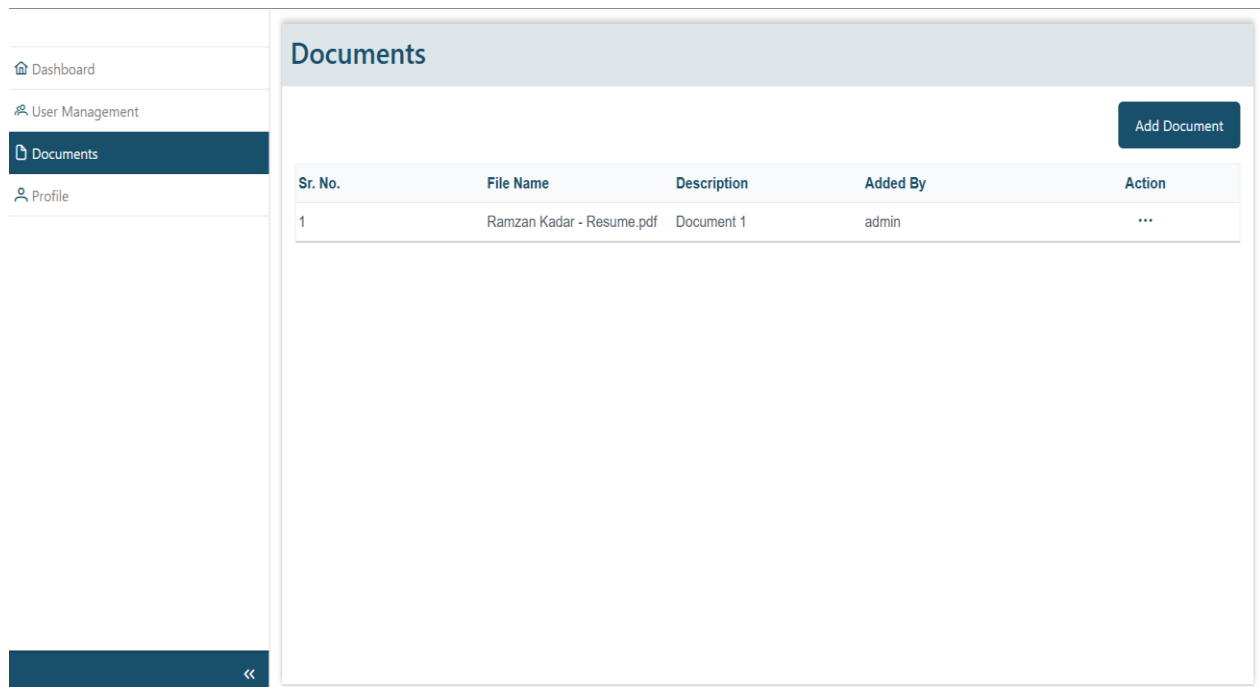 Documents
Dashboard
User Management
Documents
Profile
Add Document
Sr. No. File Name Description Added By Action
1 Ramzan Kadar - Resume.pdf Document 1 admin ...